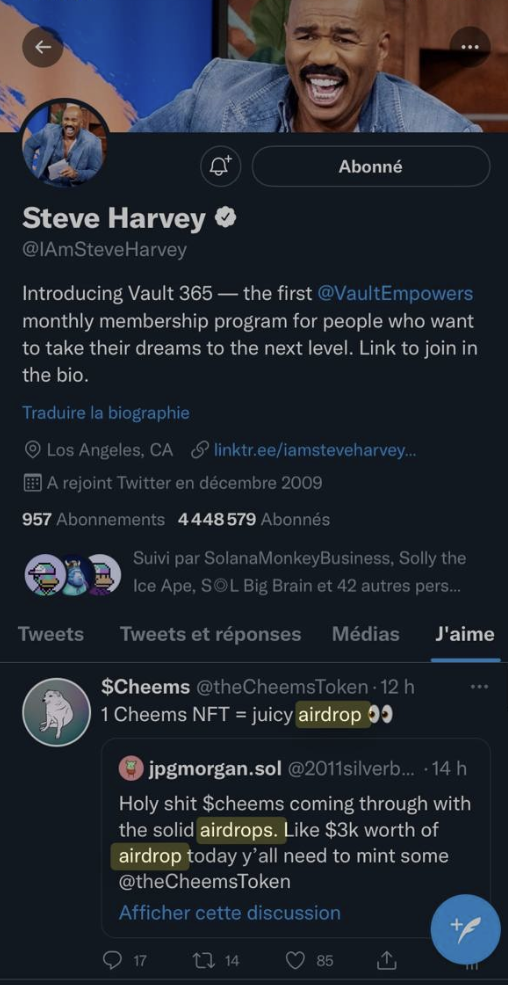 Abonné
Steve Harvey
@IAmSteveHarvey
Introducing Vault 365 — the first @VaultEmpowers
monthly membership program for people who want
to take their dreams to the next level. Link to join in
the bio.
Traduire la biographie
Los Angeles, CA linktr.ee/iamsteveharvey...
A rejoint Twitter en décembre 2009
957 Abonnements 4 448 579 Abonnés
Suivi par SolanaMonkeyBusiness, Solly the
Ice Ape, S◎L Big Brain et 42 autres pers...
Tweets Tweets et réponses Médias J'aime
$Cheems @theCheemsToken · 12 h
1 Cheems NFT = juicy airdrop 👀
jpgmorgan.sol @2011silverb... · 14 h
Holy shit $cheems coming through with
the solid airdrops. Like $3k worth of
airdrop today y’all need to mint some
@theCheemsToken
Afficher cette discussion
17 14 85